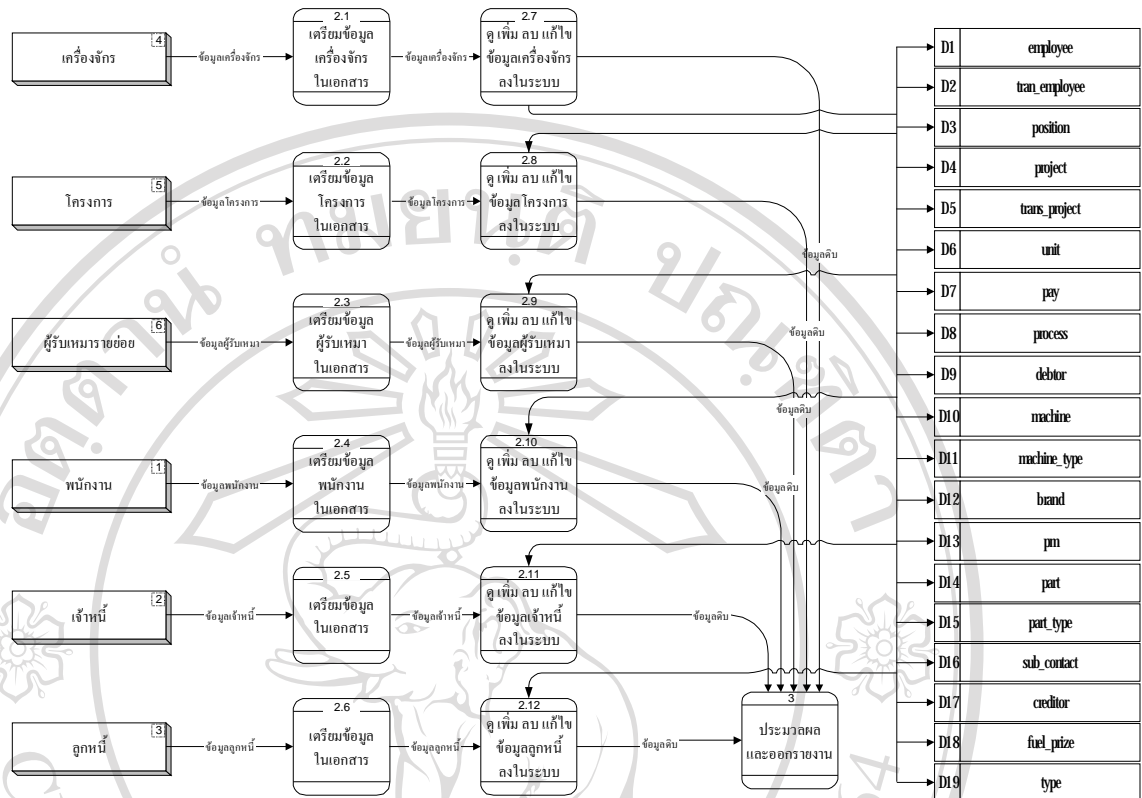 4
เครื่องจักร
ข้อมูลเครื่องจักร
2.1
เตรียมข้อมูล
เครื่องจักร
ในเอกสาร
ข้อมูลเครื่องจักร
2.7
ดู เพิ่ม ลบ แก้ไข
ข้อมูลเครื่องจักร
ลงในระบบ
5
โครงการ
ข้อมูลโครงการ
2.2
เตรียมข้อมูล
โครงการ
ในเอกสาร
ข้อมูลโครงการ
2.8
ดู เพิ่ม ลบ แก้ไข
ข้อมูลโครงการ
ลงในระบบ
ข้อมูลดิบ
6
ผู้รับเหมารายย่อย
ข้อมูลผู้รับเหมา
2.3
เตรียมข้อมูล
ผู้รับเหมา
ในเอกสาร
ข้อมูลผู้รับเหมา
2.9
ดู เพิ่ม ลบ แก้ไข
ข้อมูลผู้รับเหมา
ลงในระบบ
ข้อมูลดิบ
1
พนักงาน
ข้อมูลพนักงาน
2.4
เตรียมข้อมูล
พนักงาน
ในเอกสาร
ข้อมูลพนักงาน
2.10
ดู เพิ่ม ลบ แก้ไข
ข้อมูลพนักงาน
ลงในระบบ
ข้อมูลดิบ
ข้อมูลดิบ
2
เจ้าหนี้
ข้อมูลเจ้าหนี้
2.5
เตรียมข้อมูล
ในเอกสาร
ข้อมูลเจ้าหนี้
2.11
ดู เพิ่ม ลบ แก้ไข
ข้อมูลเจ้าหนี้
ลงในระบบ
ข้อมูลดิบ
3
ลูกหนี้
ข้อมูลลูกหนี้
2.6
เตรียมข้อมูล
ในเอกสาร
ข้อมูลลูกหนี้
2.12
ดู เพิ่ม ลบ แก้ไข
ข้อมูลลูกหนี้
ลงในระบบ
ข้อมูลดิบ
3
ประมวลผล
และออกรายงาน
D1 employee
D2 tran_employee
D3 position
D4 project
D5 trans_project
D6 unit
D7 pay
D8 process
D9 debtor
D10 machine
D11 machine_type
D12 brand
D13 pm
D14 part
D15 part_type
D16 sub_contact
D17 creditor
D18 fuel_prize
D19 type